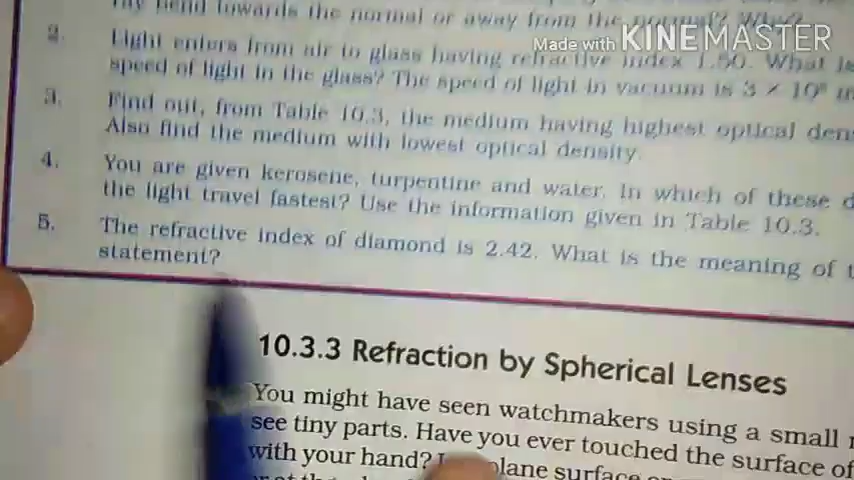 bend towards the normal or away from the normal? Why?
Made with KINEMASTER
2. Light enters from air to glass having refractive index 1.50. What is
speed of light in the glass? The speed of light in vacuum is 3 × 10⁸
3. Find out, from Table 10.3, the medium having highest optical
Also find the medium with lowest optical density.
4. You are given kerosene, turpentine and water. In which of these
the light travel fastest? Use the information given in Table 10.3.
5. The refractive index of diamond is 2.42. What is the meaning of
statement?
10.3.3 Refraction by Spherical Lenses
You might have seen watchmakers using a small
see tiny parts. Have you ever touched the surface of
with your hand? plane surface